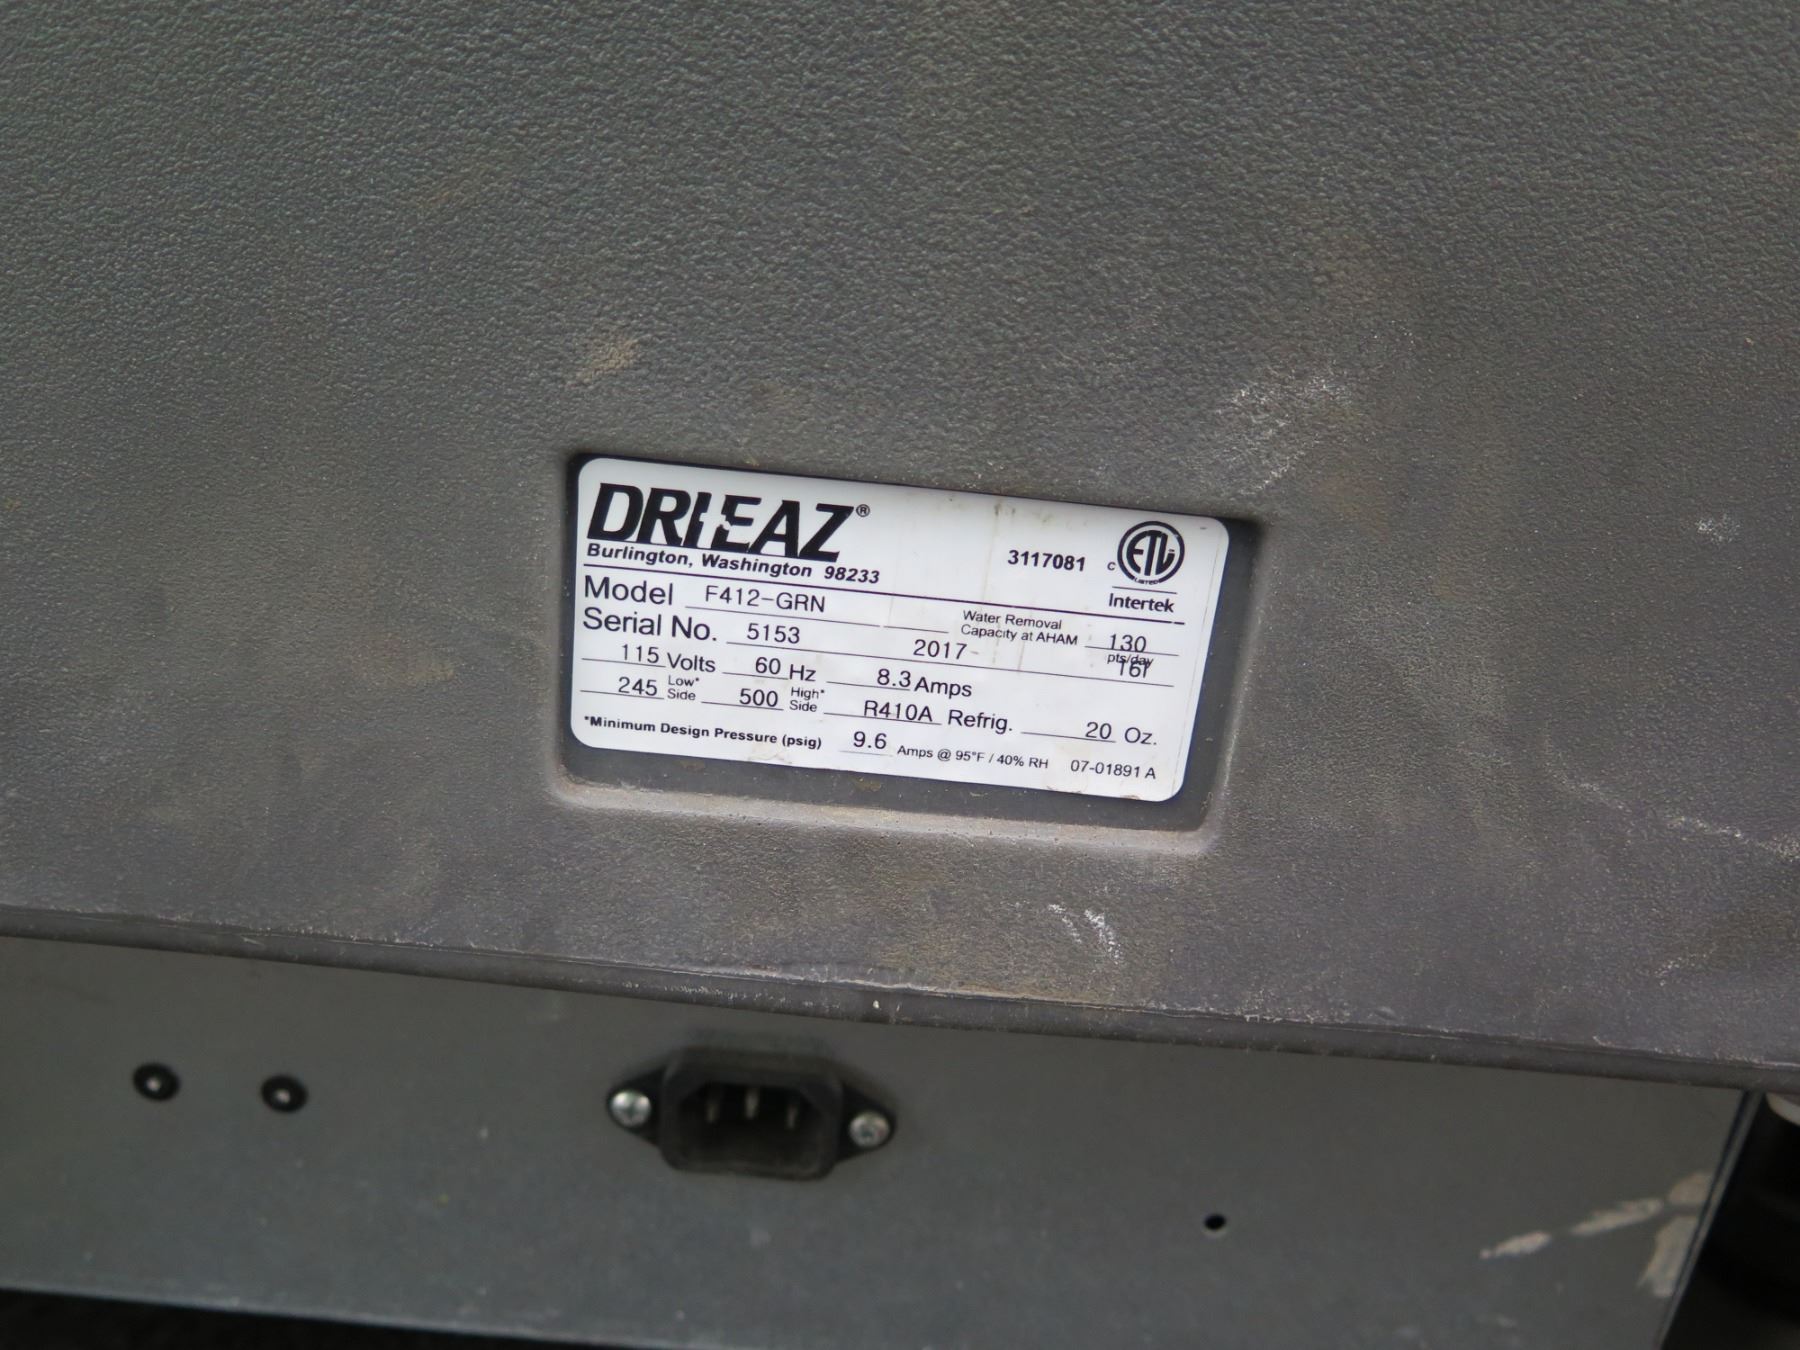 DRIEAZ®
Burlington, Washington 98233
3117081
C ETL LISTED
Intertek
Model F412-GRN
Water Removal Capacity at AHAM 130 pts/day
Serial No. 5153 2017
115 Volts 60 Hz 8.3 Amps
245 Low* Side 500 High* Side R410A Refrig. 20 Oz.
*Minimum Design Pressure (psig) 9.6 Amps @ 95°F / 40% RH 07-01891 A